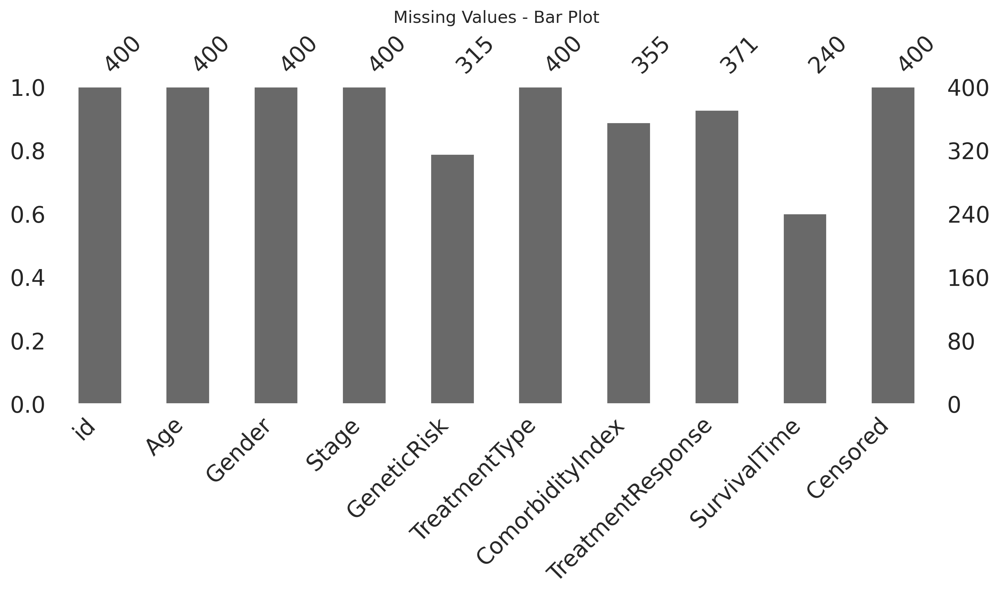 Missing Values - Bar Plot
400 400 400 400 315 400 355 371 240 400
1.0 400
0.8 320
0.6 240
0.4 160
0.2 80
0.0 0
id Age Gender Stage GeneticRisk TreatmentType ComorbidityIndex TreatmentResponse SurvivalTime Censored